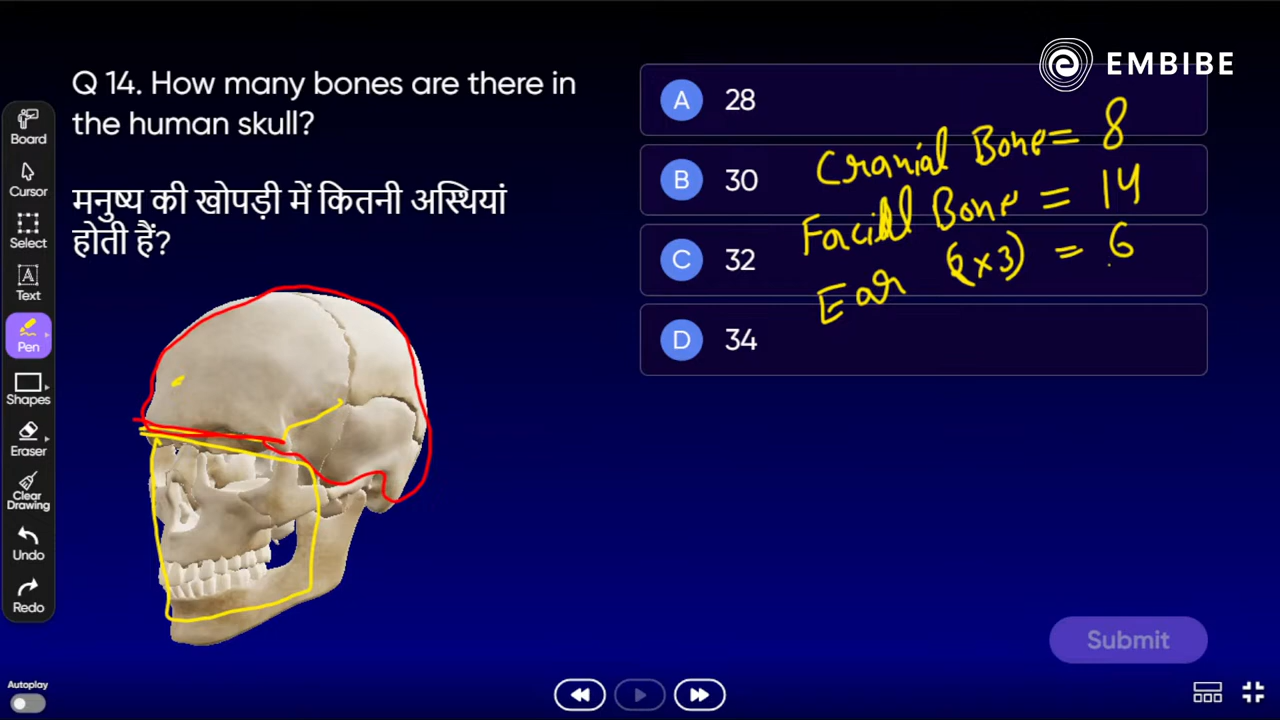 EMBIBE
Q 14. How many bones are there in
the human skull?
मनुष्य की खोपड़ी में कितनी अस्थियां
होती हैं?
A 28
B 30
C 32
D 34
Cranial Bone = 8
Facial Bone = 14
Ear (2×3) = 6
Board
Cursor
Select
A
Text
Pen
Shapes
Eraser
Clear
Drawing
Undo
Redo
Submit
Autoplay